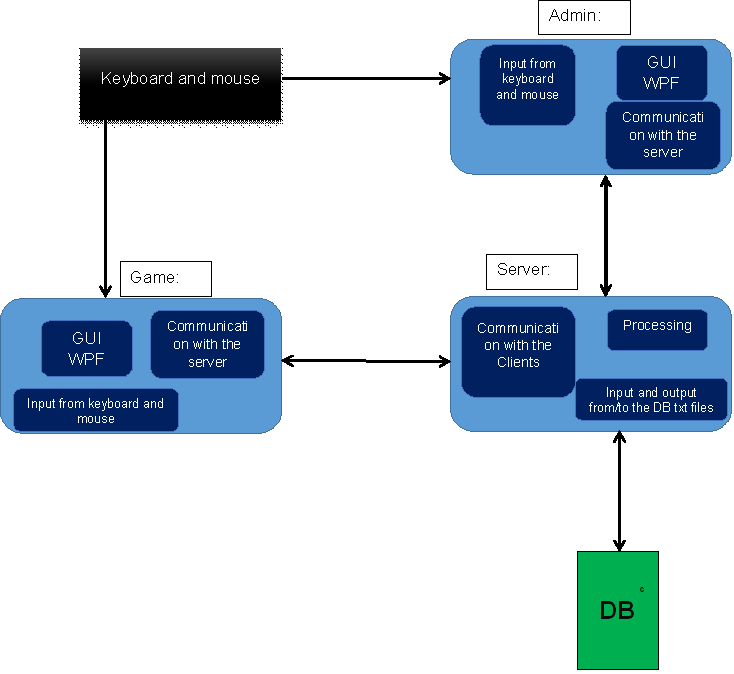 Admin:
Keyboard and mouse
Input from
keyboard
and mouse
GUI
WPF
Communicati
on with the
server
Game:
Server:
GUI
WPF
Communicati
on with the
server
Input from keyboard and
mouse
Communicati
on with the
Clients
Processing
Input and output
from/to the DB txt files
c
DB